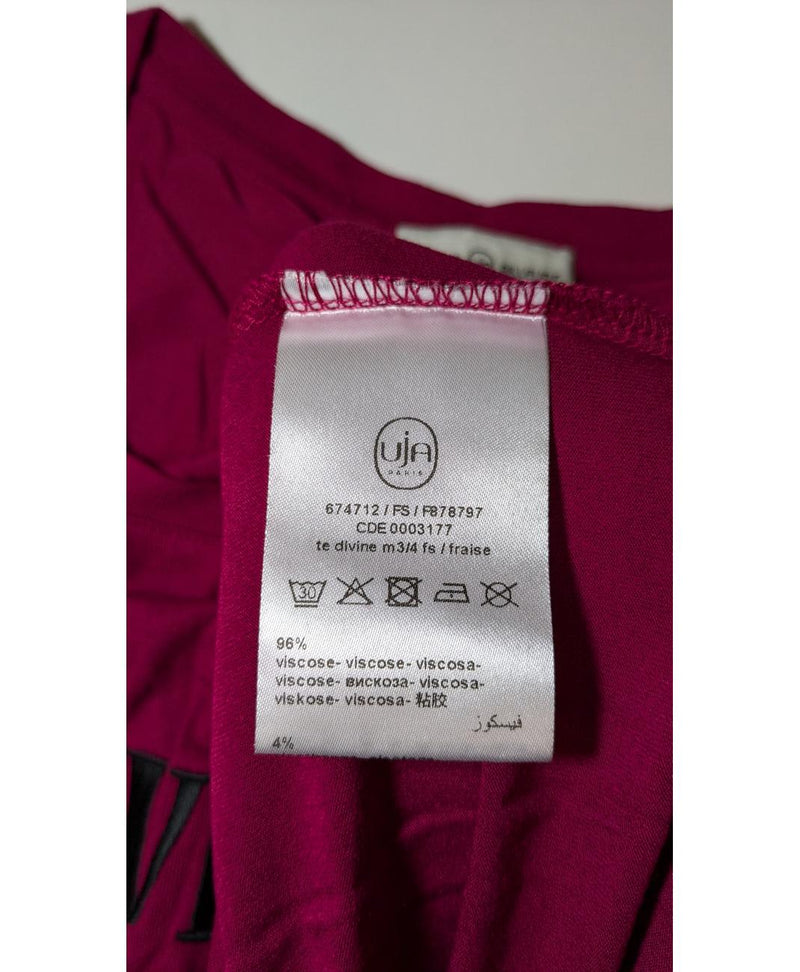 UJA
PARIS
674712 / FS / F878797
CDE 0003177
te divine m3/4 fs / fraise
30
96%
viscose- viscose- viscosa-
viscose- вискоза- viscosa-
viskose- viscosa- 粘胶
فيسكوز
4%